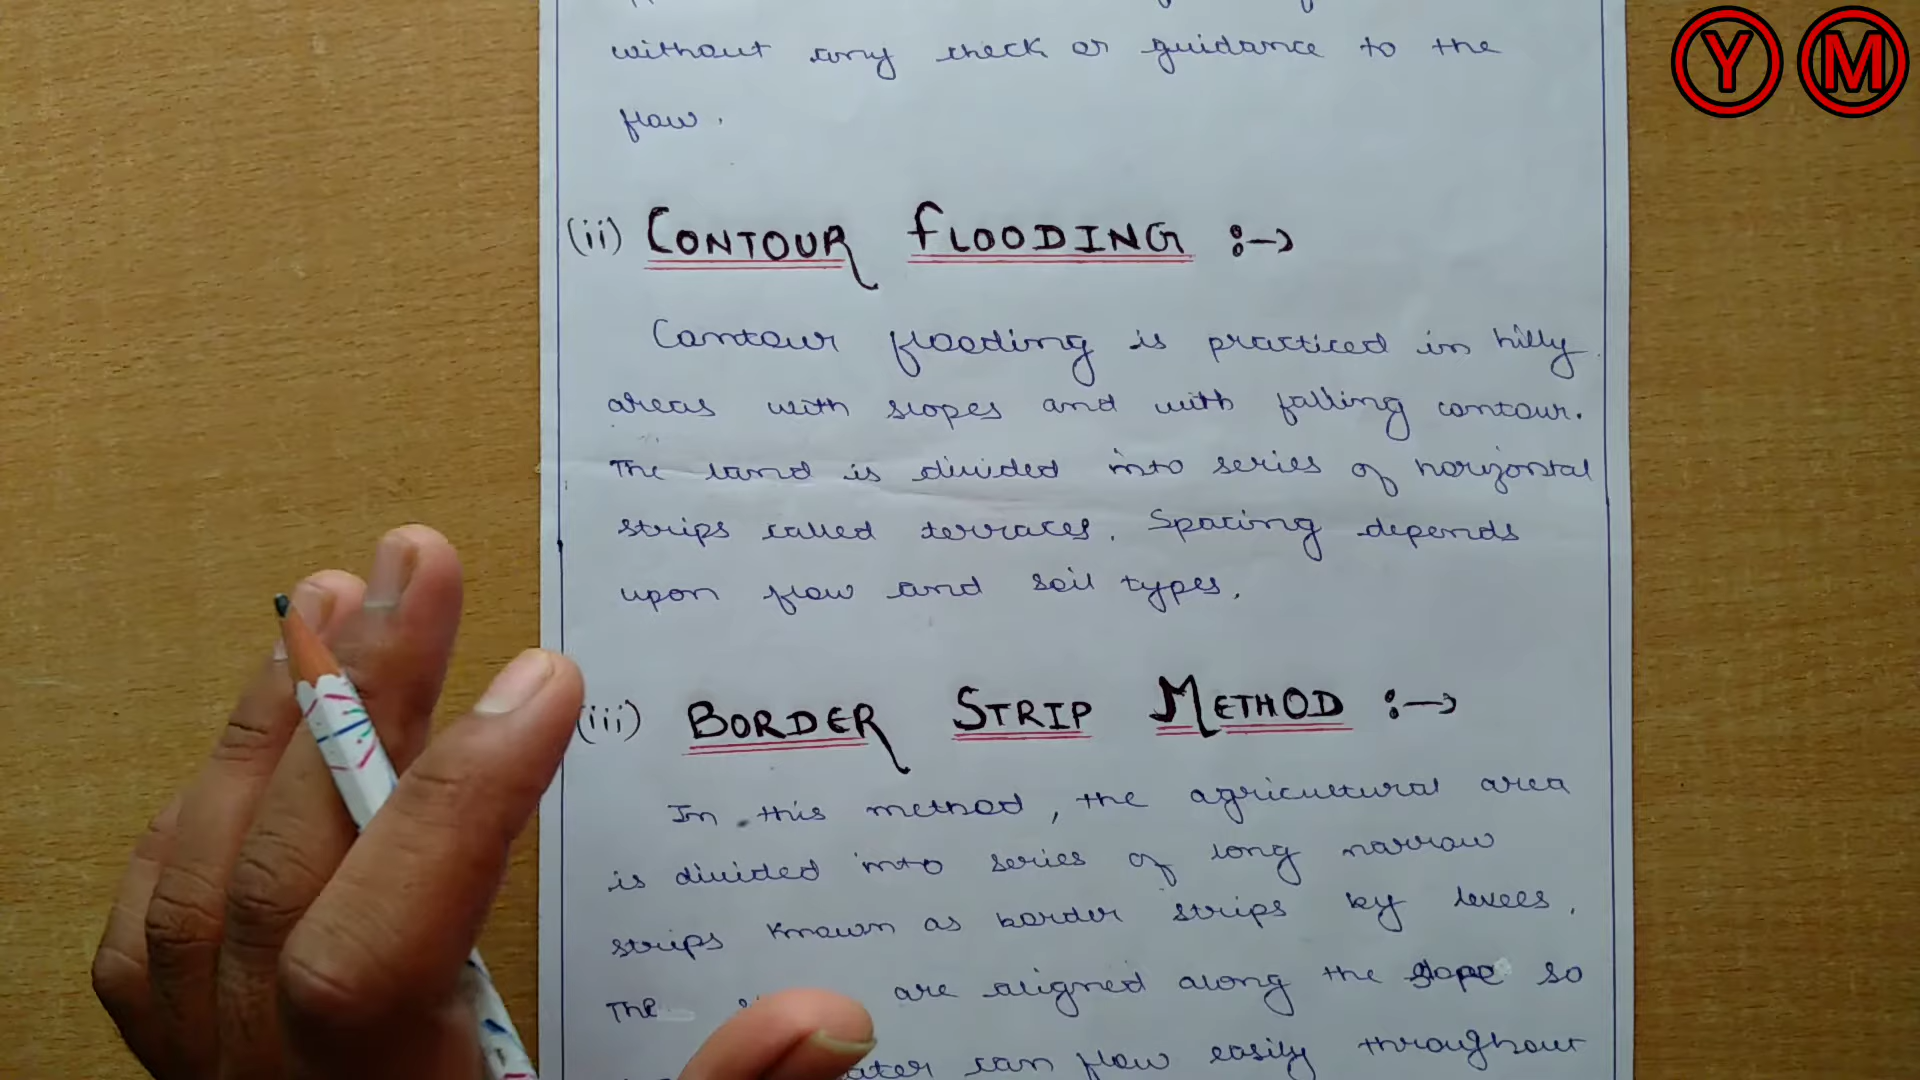 without any check or guidance to the
flow.
(ii) CONTOUR FLOODING :→
Contour flooding is practiced in hilly
areas with slopes and with falling contour.
The land is divided into series of horizontal
strips called terraces. Spacing depends
upon flow and soil types.
(iii) BORDER STRIP METHOD :→
In this method, the agricultural area
is divided into series of long narrow
strips known as border strips by levees.
The are aligned along the slope so
can flow easily throughout
Y M